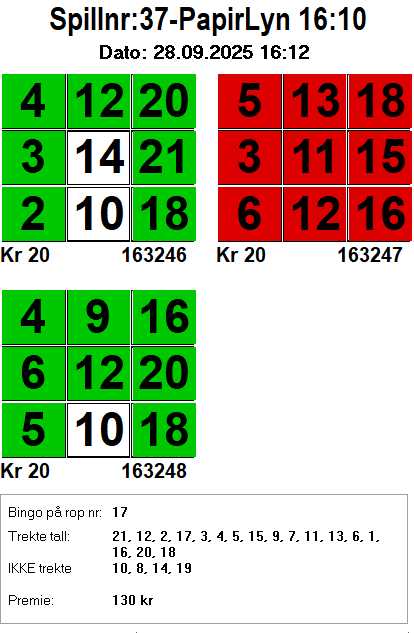 Spillnr:37-PapirLyn 16:10
Dato: 28.09.2025 16:12
4 12 20
3 14 21
2 10 18
Kr 20 163246
5 13 18
3 11 15
6 12 16
Kr 20 163247
4 9 16
6 12 20
5 10 18
Kr 20 163248
Bingo på rop nr: 17
Trekte tall: 21, 12, 2, 17, 3, 4, 5, 15, 9, 7, 11, 13, 6, 1,
16, 20, 18
IKKE trekte 10, 8, 14, 19
Premie: 130 kr